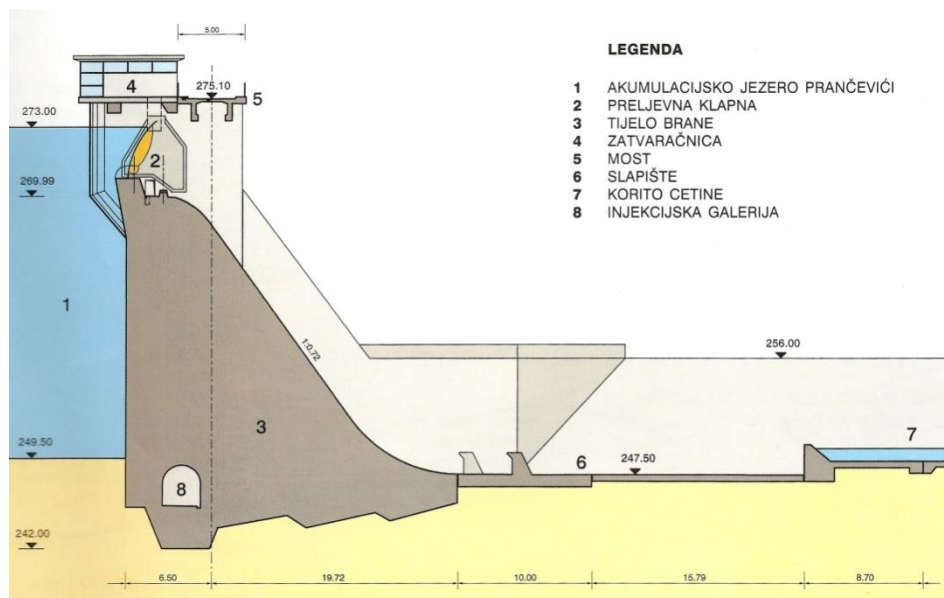 5.00
LEGENDA
1 AKUMULACIJSKO JEZERO PRANČEVIĆI
2 PRELJEVNA KLAPNA
3 TIJELO BRANE
4 ZATVARAČNICA
5 MOST
6 SLAPIŠTE
7 KORITO CETINE
8 INJEKCIJSKA GALERIJA
4
275.10
5
273.00
2
269.99
1
1:0.72
256.00
3
7
249.50
6
247.50
8
242.00
6.50
19.72
10.00
15.79
8.70